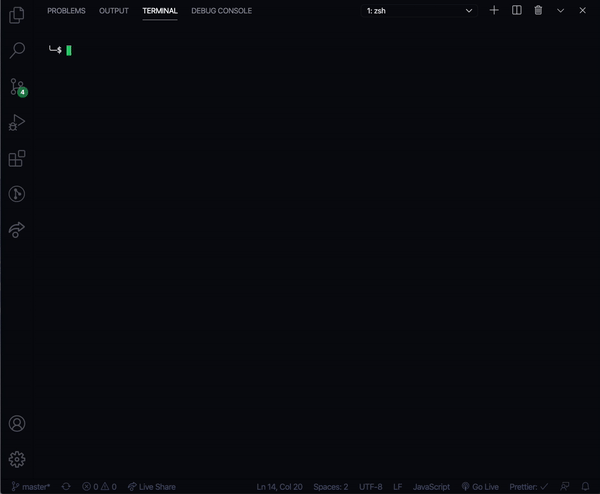 PROBLEMS OUTPUT TERMINAL DEBUG CONSOLE 1: zsh
╰─$
4
master* 0 0 Live Share Ln 14, Col 20 Spaces: 2 UTF-8 LF JavaScript Go Live Prettier: ✓